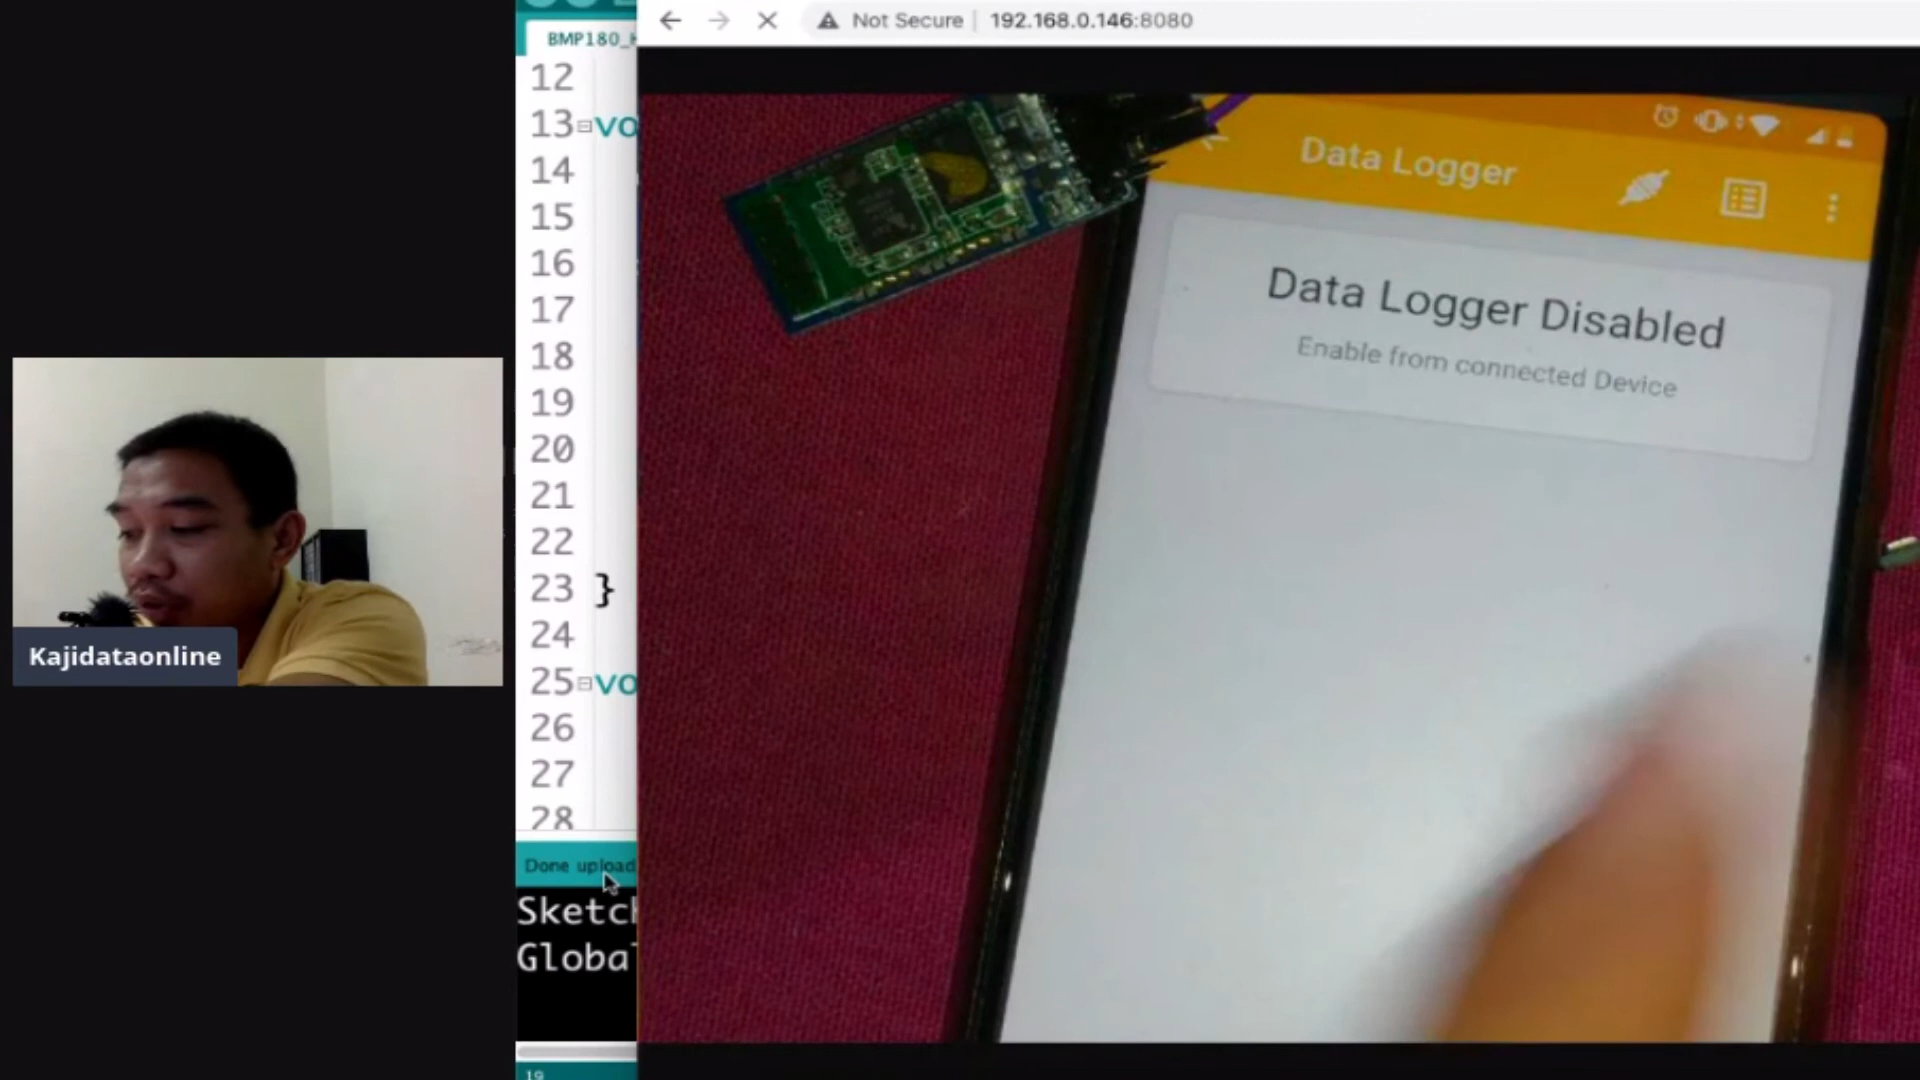 Not Secure | 192.168.0.146:8080
BMP180_
12
13 vo
14
15
16
17
18
19
20
21
22
23 }
24
25 vo
26
27
28
Done upload
Sketch
Global
19
Kajidataonline
Data Logger
Data Logger Disabled
Enable from connected Device